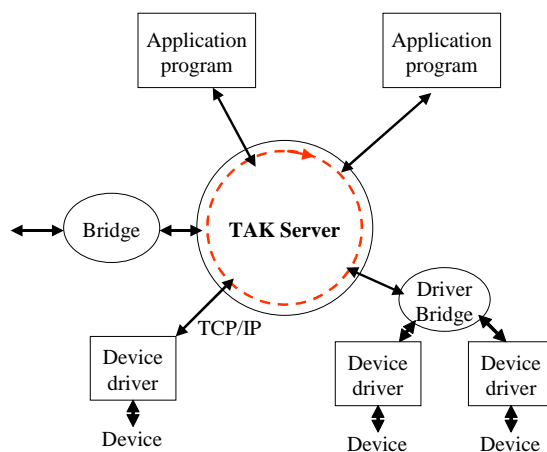 Application
program
Application
program
Bridge
TAK Server
Driver
Bridge
TCP/IP
Device
driver
Device
driver
Device
driver
Device
Device
Device